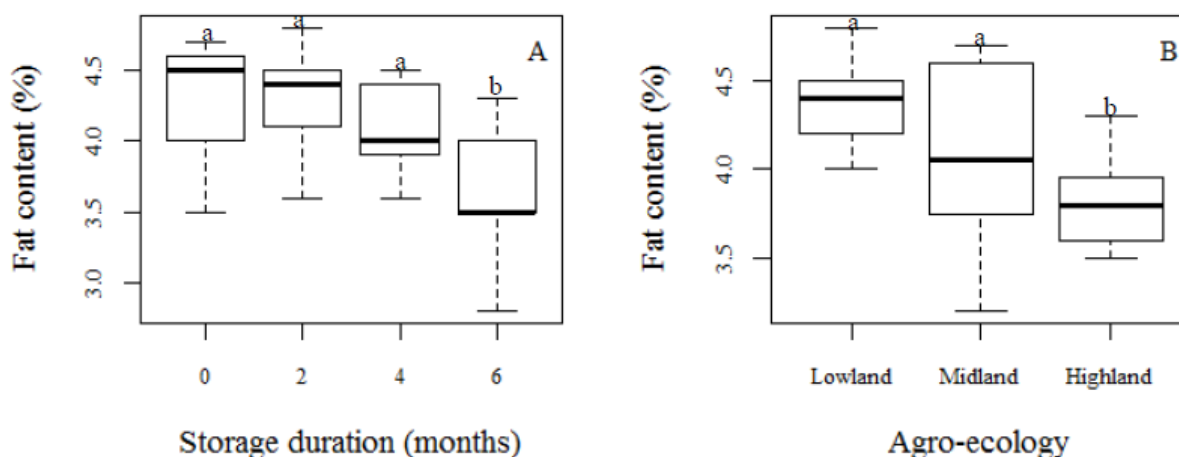 A
Fat content (%)
4.5
4.0
3.5
3.0
a
a
a
b
0
2
4
6
Storage duration (months)
B
Fat content (%)
4.5
4.0
3.5
a
a
b
Lowland
Midland
Highland
Agro-ecology